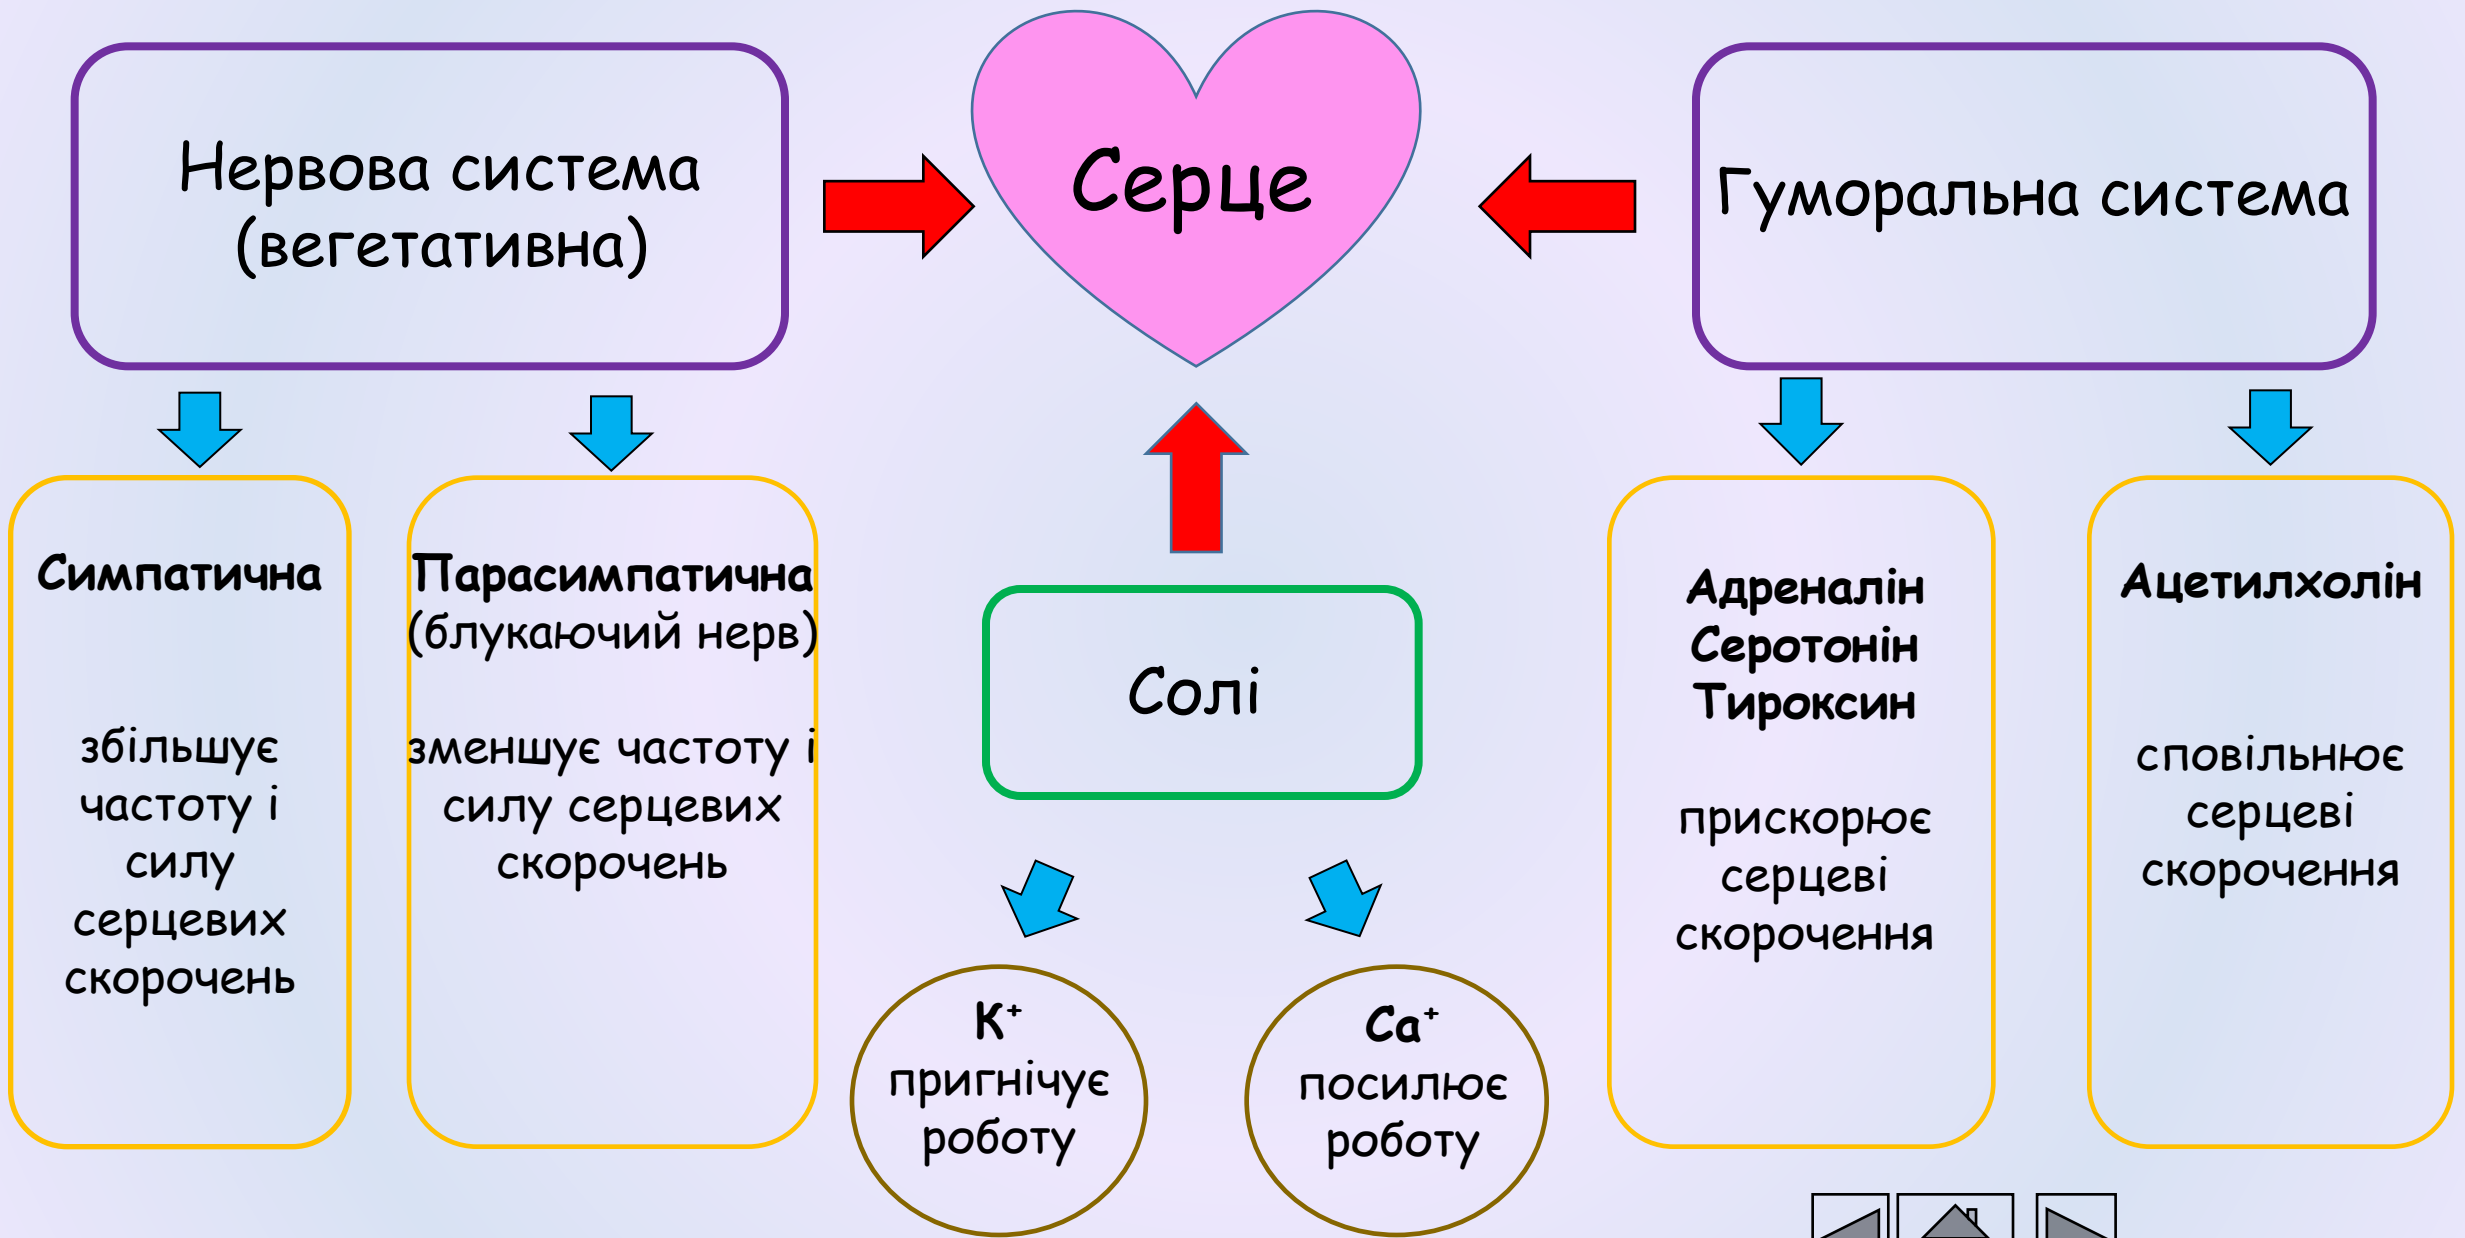 Нервова система
(вегетативна)
Серце
Гуморальна система
Симпатична
збільшує
частоту і
силу
серцевих
скорочень
Парасимпатична
(блукаючий нерв)
зменшує частоту і
силу серцевих
скорочень
Солі
К⁺
пригнічує
роботу
Са⁺
посилює
роботу
Адреналін
Серотонін
Тироксин
прискорює
серцеві
скорочення
Ацетилхолін
сповільнює
серцеві
скорочення